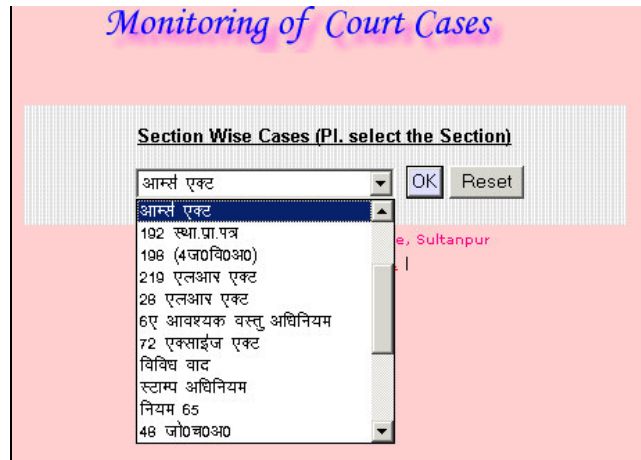 Monitoring of Court Cases
Section Wise Cases (Pl. select the Section)
आर्म्स एक्ट OK Reset
आर्म्स एक्ट
192 स्था.प्रा.पत्र
198 (4ज0वि0अ0)
e, Sultanpur
219 एलआर एक्ट
28 एलआर एक्ट
6ए आवश्यक वस्तु अधिनियम
72 एक्साईज एक्ट
विविध वाद
स्टाम्प अधिनियम
नियम 65
48 जो0च0अ0